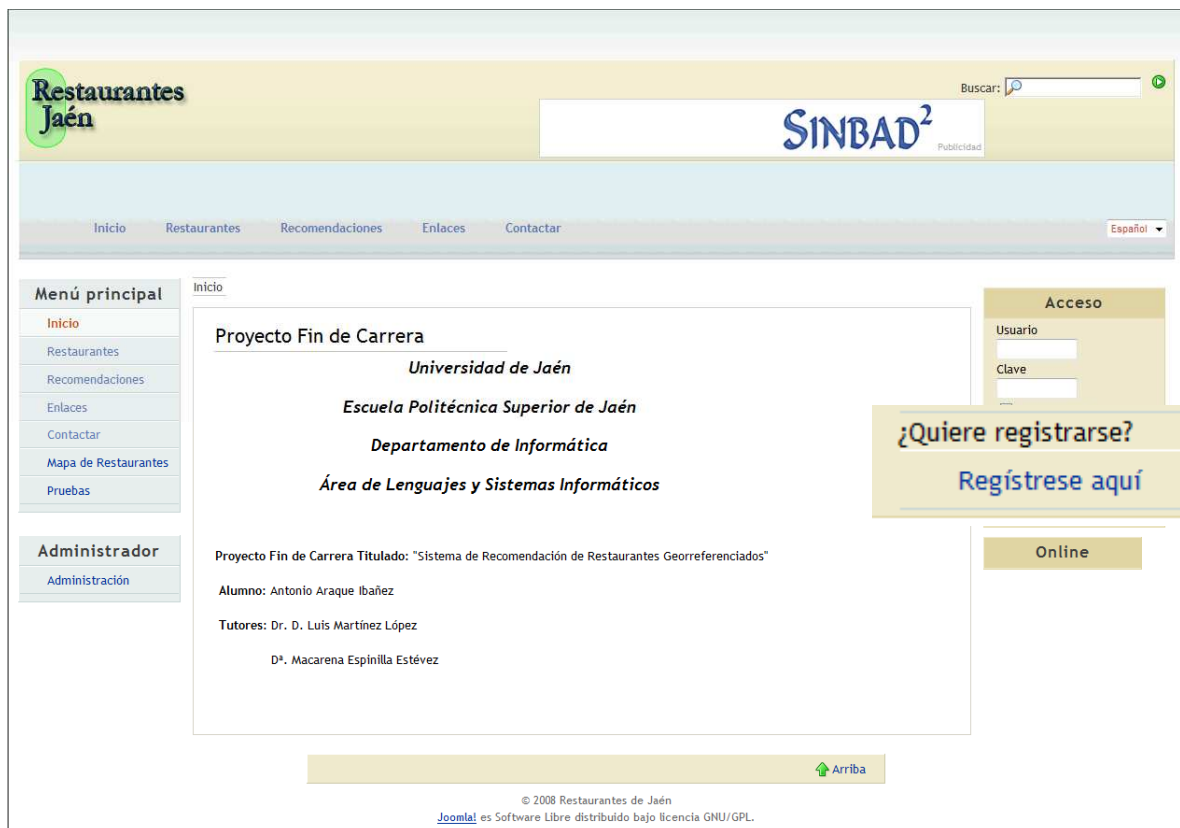 Restaurantes
Jaén
Buscar:
SINBAD²
Publicidad
Inicio Restaurantes Recomendaciones Enlaces Contactar
Español
Menú principal
Inicio
Restaurantes
Recomendaciones
Enlaces
Contactar
Mapa de Restaurantes
Pruebas
Administrador
Administración
Inicio
Proyecto Fin de Carrera
Universidad de Jaén
Escuela Politécnica Superior de Jaén
Departamento de Informática
Área de Lenguajes y Sistemas Informáticos
Proyecto Fin de Carrera Titulado: "Sistema de Recomendación de Restaurantes Georreferenciados"
Alumno: Antonio Araque Ibañez
Tutores: Dr. D. Luis Martínez López
Dª. Macarena Espinilla Estévez
Acceso
Usuario
Clave
¿Quiere registrarse?
Regístrese aquí
Online
Arriba
© 2008 Restaurantes de Jaén
Joomla! es Software Libre distribuido bajo licencia GNU/GPL.